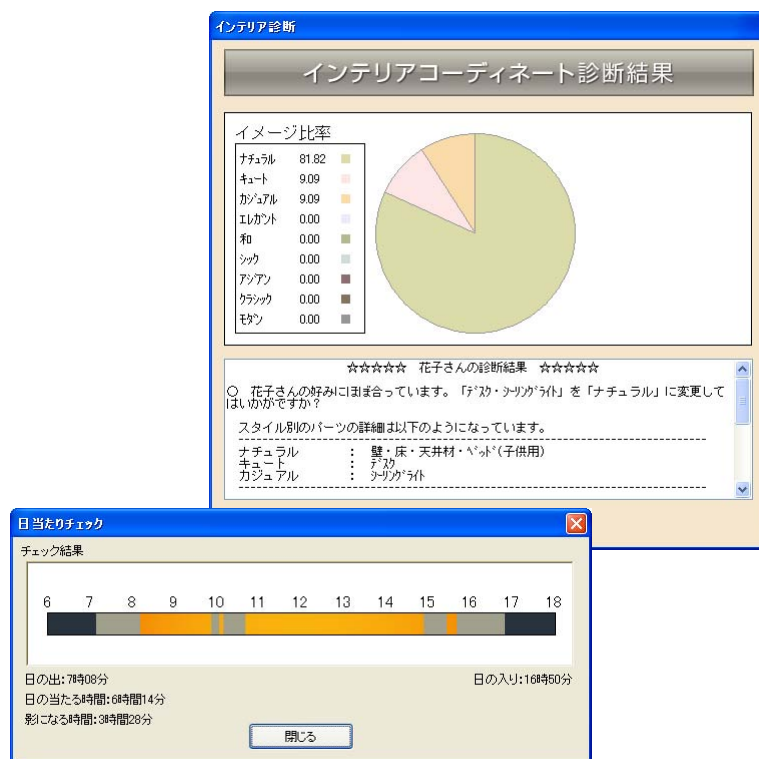 インテリア診断
インテリアコーディネート診断結果
イメージ比率
ﾅﾁｭﾗﾙ 81.82
ｷｭｰﾄ 9.09
ｶｼﾞｭｱﾙ 9.09
ｴﾚｶﾞﾝﾄ 0.00
和 0.00
ｼｯｸ 0.00
ｱｼﾞｱﾝ 0.00
ｸﾗｼｯｸ 0.00
ﾓﾀﾞﾝ 0.00
☆☆☆☆☆ 花子さんの診断結果 ☆☆☆☆☆
○ 花子さんの好みにほぼ合っています。「ﾃﾞｽｸ・ｼｰﾘﾝｸﾞﾗｲﾄ」を「ナチュラル」に変更して
はいかがですか？
スタイル別のパーツの詳細は以下のようになっています。
ナチュラル ： 壁・床・天井材・ﾍﾞｯﾄﾞ(子供用)
キュート ： ﾃﾞｽｸ
カジュアル ： ｼｰﾘﾝｸﾞﾗｲﾄ
日当たりﾁｪｯｸ
チェック結果
6 7 8 9 10 11 12 13 14 15 16 17 18
日の出:7時08分 日の入り:16時50分
日の当たる時間:6時間14分
影になる時間:3時間28分
閉じる